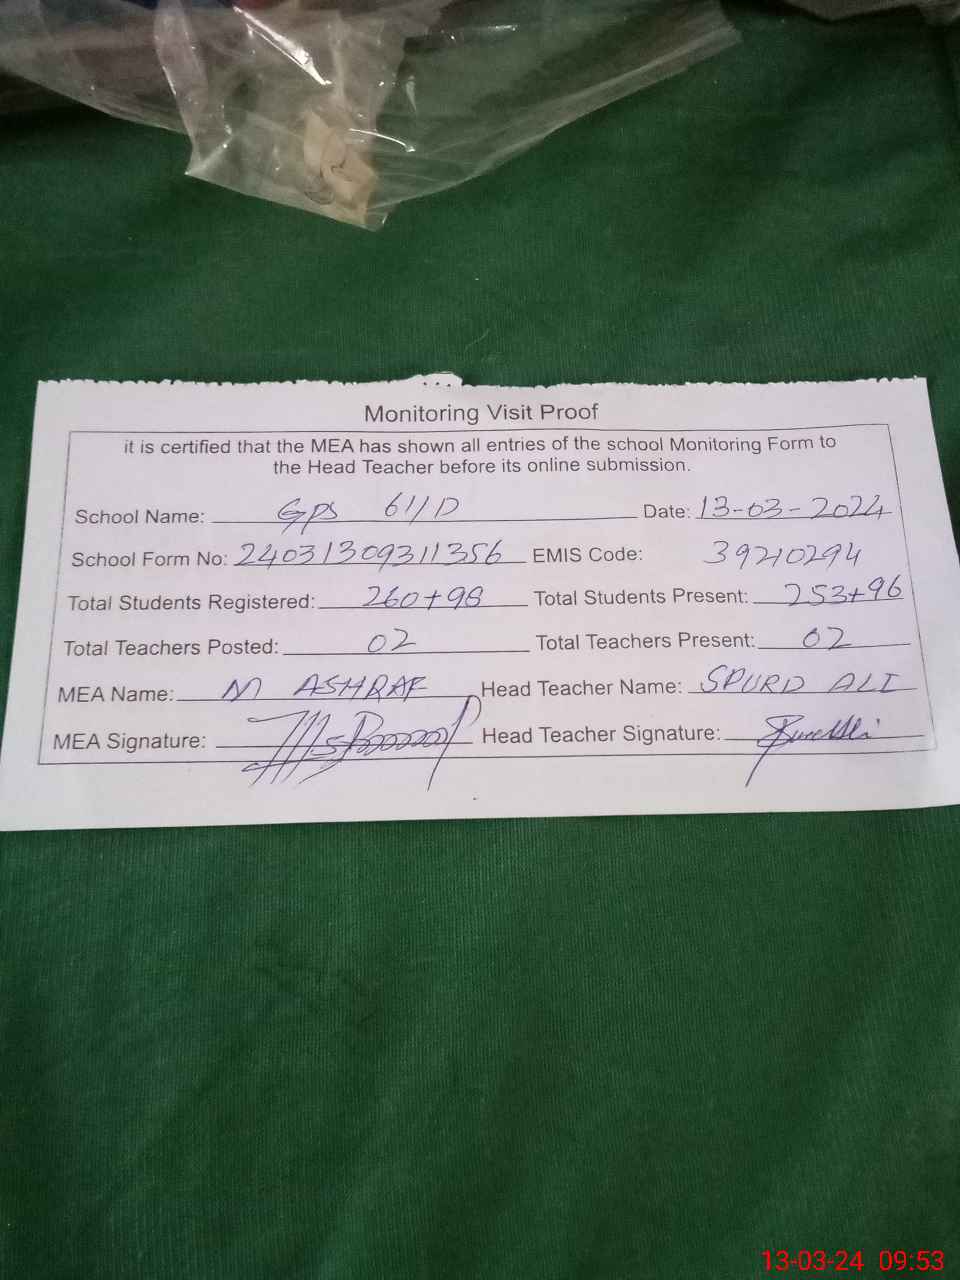 Monitoring Visit Proof
it is certified that the MEA has shown all entries of the school Monitoring Form to
the Head Teacher before its online submission.
School Name: GPS 611/D Date: 13-03-2024
School Form No: 24031309311356 EMIS Code: 39210294
Total Students Registered: 260+98 Total Students Present: 253+96
Total Teachers Posted: 02 Total Teachers Present: 02
MEA Name: M ASHRAF Head Teacher Name: SPURD ALI
MEA Signature: Head Teacher Signature:
13-03-24 09:53